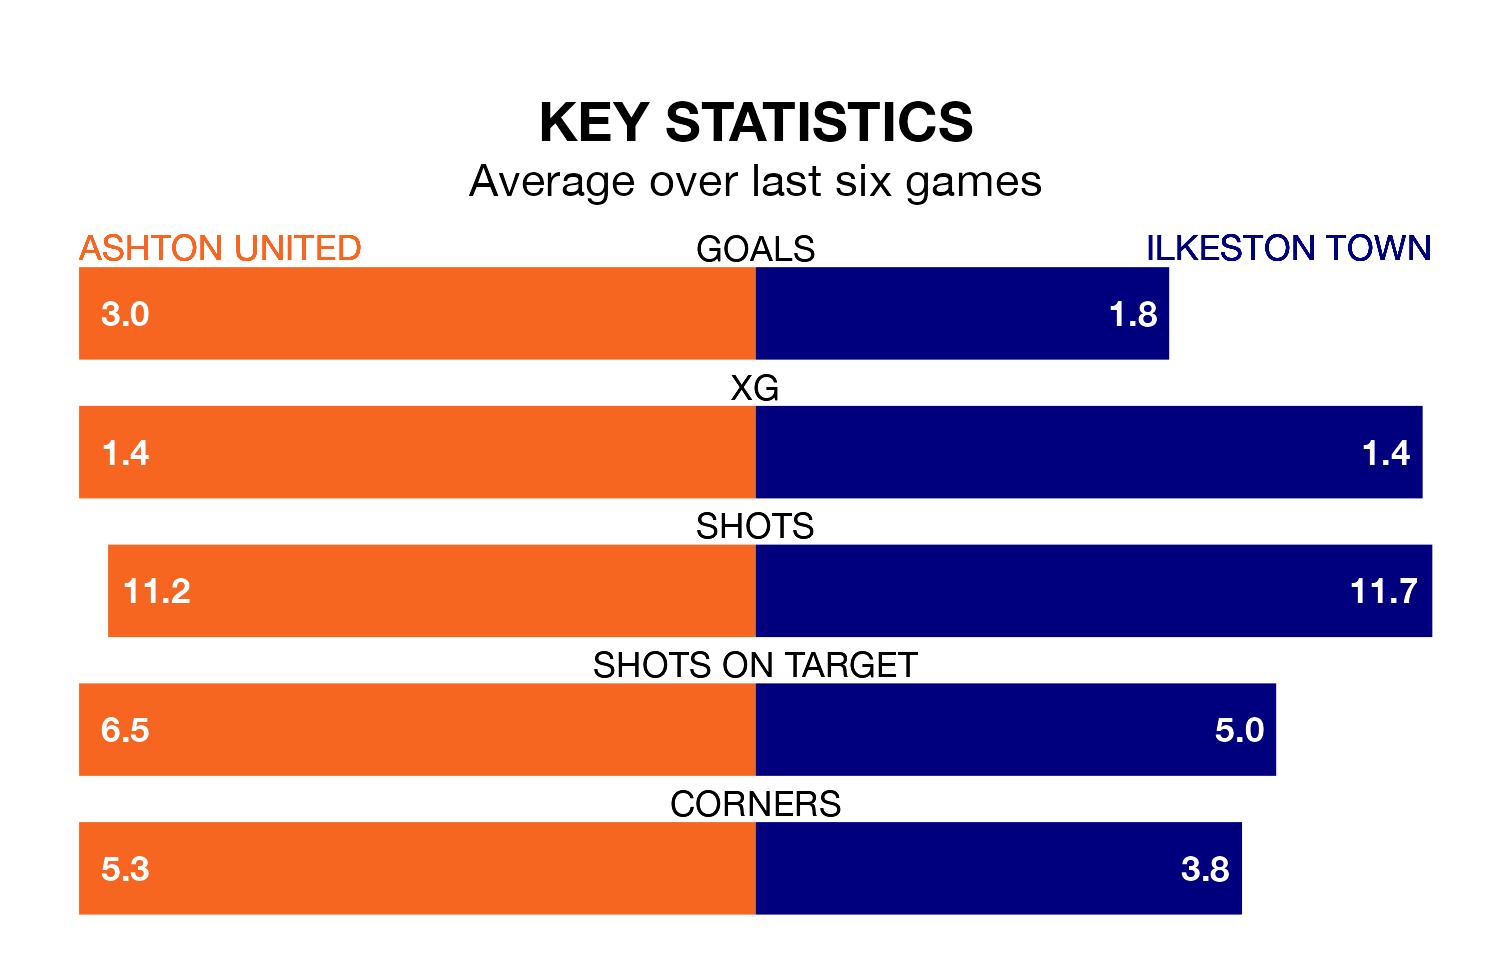 KEY STATISTICS
Average over last six games
ASHTON UNITED GOALS ILKESTON TOWN
3.0 1.8
XG
1.4 1.4
SHOTS
11.2 11.7
SHOTS ON TARGET
6.5 5.0
CORNERS
5.3 3.8